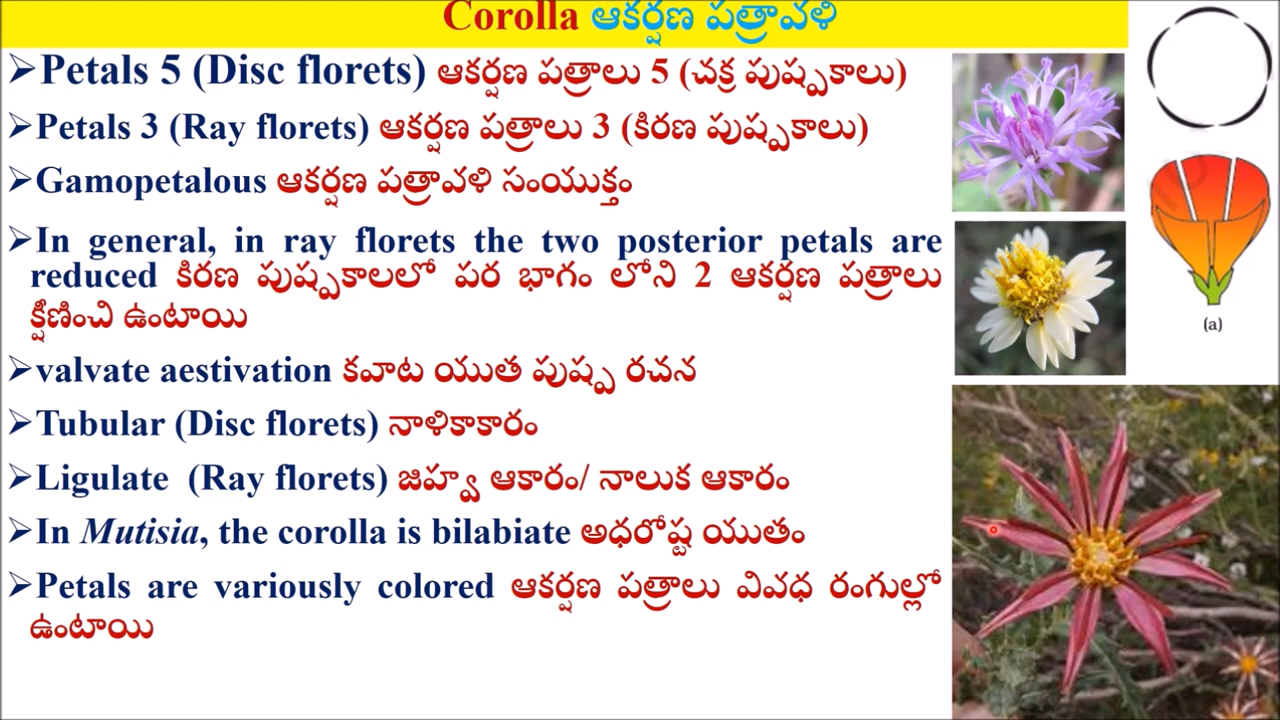 Corolla ఆకర్షణ పత్రావళి
➢Petals 5 (Disc florets) ఆకర్షణ పత్రాలు 5 (చక్ర పుష్పకాలు)
➢Petals 3 (Ray florets) ఆకర్షణ పత్రాలు 3 (కిరణ పుష్పకాలు)
➢Gamopetalous ఆకర్షణ పత్రావళి సంయుక్తం
➢In general, in ray florets the two posterior petals are
reduced కిరణ పుష్పకాలలో పర భాగం లోని 2 ఆకర్షణ పత్రాలు
క్షీణించి ఉంటాయి
➢valvate aestivation కవాట యుత పుష్ప రచన
➢Tubular (Disc florets) నాళికాకారం
➢Ligulate (Ray florets) జిహ్వ ఆకారం/ నాలుక ఆకారం
➢In Mutisia, the corolla is bilabiate అధరోష్ట యుతం
➢Petals are variously colored ఆకర్షణ పత్రాలు వివధ రంగుల్లో
ఉంటాయి
(a)